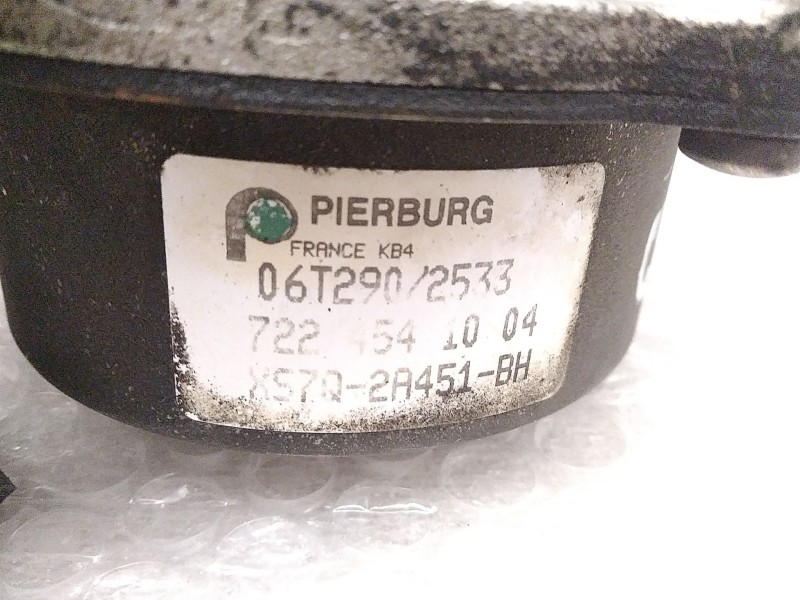 PIERBURG
FRANCE KB4
06T290/2533
722 454 10 04
XS7Q-2A451-BH